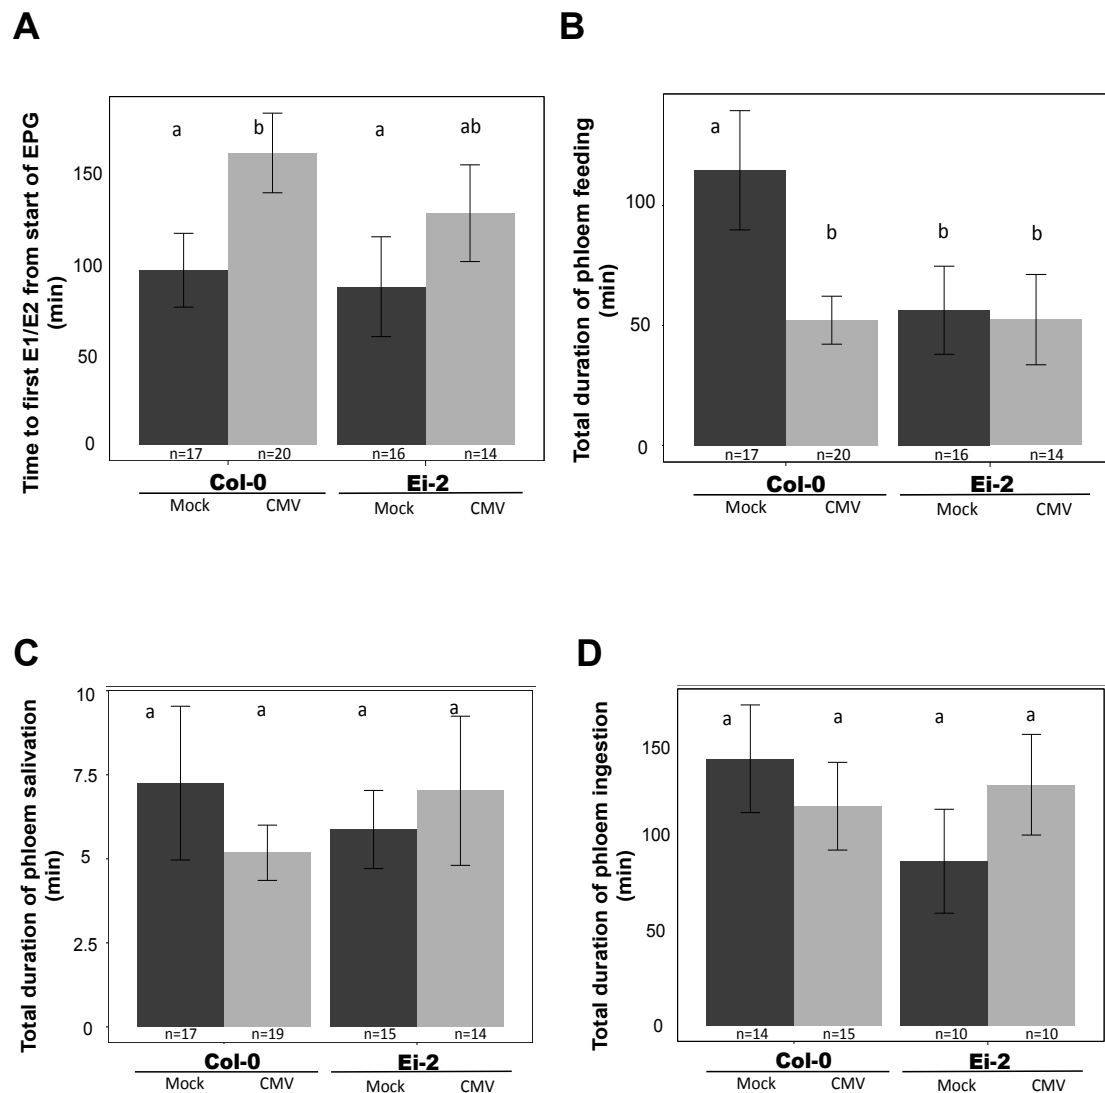 A
Time to first E1/E2 from start of EPG
(min)
150
100
50
0
a
b
a
ab
n=17
n=20
n=16
n=14
Col-0
Ei-2
Mock
CMV
Mock
CMV
B
Total duration of phloem feeding
(min)
100
50
0
a
b
b
b
n=17
n=20
n=16
n=14
Col-0
Ei-2
Mock
CMV
Mock
CMV
C
Total duration of phloem salivation
(min)
10
7.5
5
2.5
0
a
a
a
a
n=17
n=19
n=15
n=14
Col-0
Ei-2
Mock
CMV
Mock
CMV
D
Total duration of phloem ingestion
(min)
150
100
50
0
a
a
a
a
n=14
n=15
n=10
n=10
Col-0
Ei-2
Mock
CMV
Mock
CMV